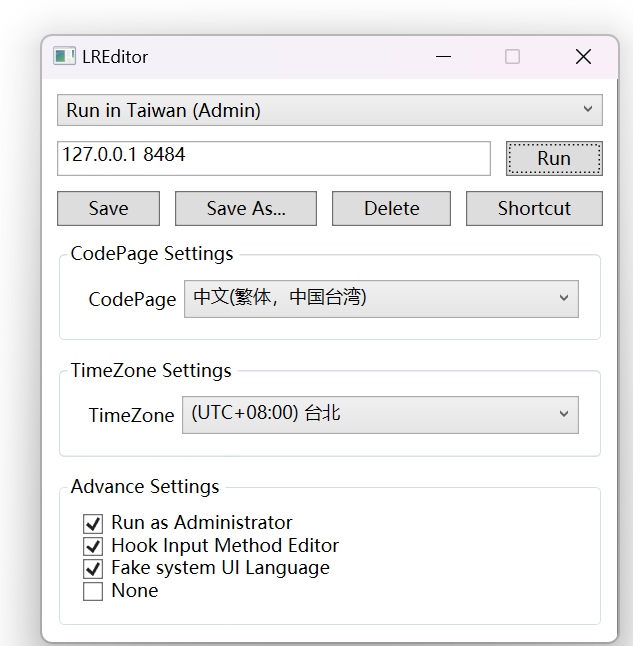 LREditor
Run in Taiwan (Admin)
127.0.0.1 8484 Run
Save Save As... Delete Shortcut
CodePage Settings
CodePage 中文(繁体，中国台湾)
TimeZone Settings
TimeZone (UTC+08:00) 台北
Advance Settings
Run as Administrator
Hook Input Method Editor
Fake system UI Language
None